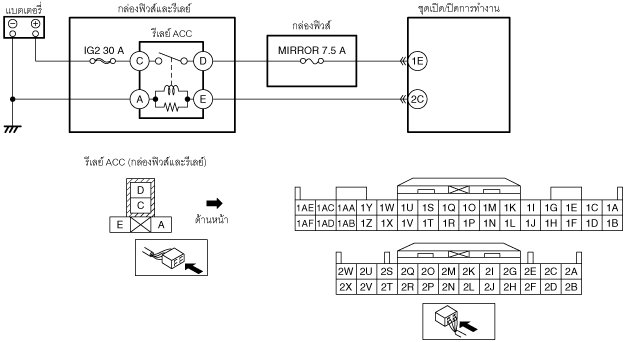 แบตเตอรี่
กล่องฟิวส์และรีเลย์
ชุดเปิด/ปิดการทำงาน
กล่องฟิวส์
รีเลย์ ACC
IG2 30 A
MIRROR 7.5 A
C
D
1E
A
E
2C
รีเลย์ ACC (กล่องฟิวส์และรีเลย์)
D
C
E A
ด้านหน้า
1AE 1AC 1AA 1Y 1W 1U 1S 1Q 1O 1M 1K 1I 1G 1E 1C 1A
1AF 1AD 1AB 1Z 1X 1V 1T 1R 1P 1N 1L 1J 1H 1F 1D 1B
2W 2U 2S 2Q 2O 2M 2K 2I 2G 2E 2C 2A
2X 2V 2T 2R 2P 2N 2L 2J 2H 2F 2D 2B